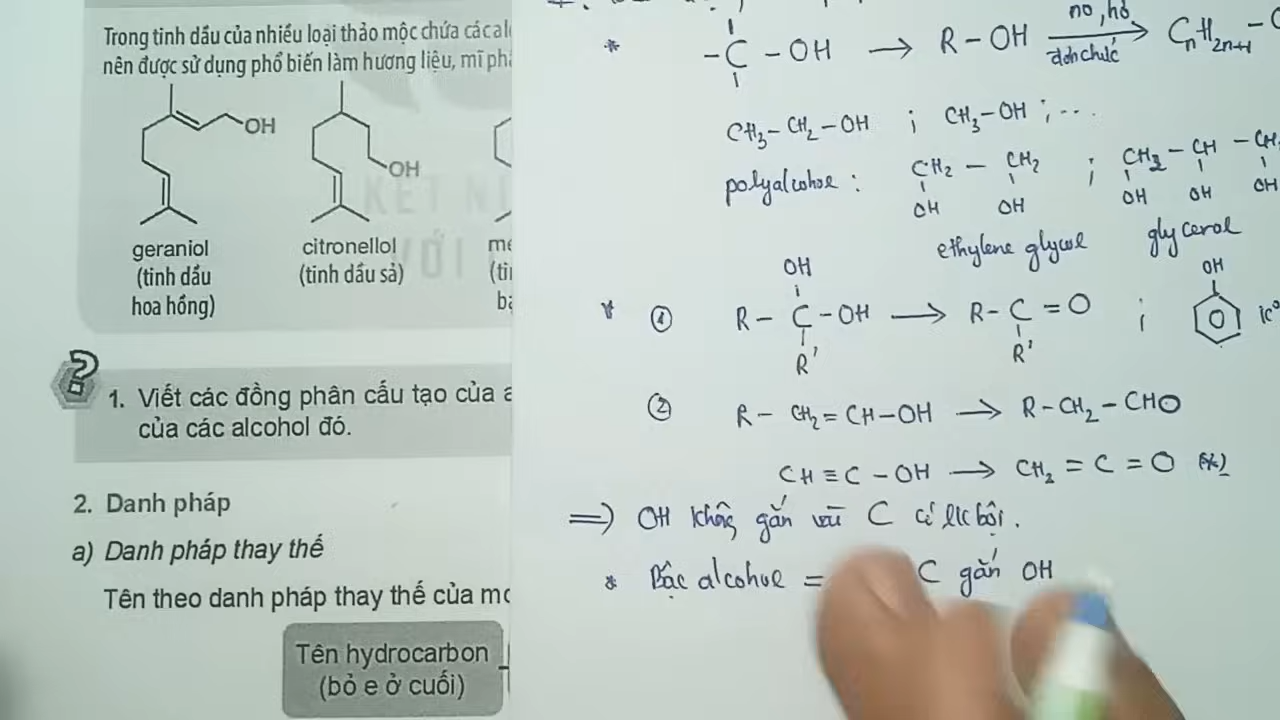 Trong tinh dầu của nhiều loại thảo mộc chứa các al
nên được sử dụng phổ biến làm hương liệu, mĩ ph
OH
OH
geraniol
(tinh dầu
hoa hồng)
citronellol
(tinh dầu sả)
KẾT N
VỚI
?
1. Viết các đồng phân cấu tạo của a
của các alcohol đó.
2. Danh pháp
a) Danh pháp thay thế
Tên theo danh pháp thay thế của mo
Tên hydrocarbon
(bỏ e ở cuối)
* -C-OH → R-OH no, hở đơn chức → CnH2n+1-
CH3-CH2-OH ; CH3-OH ; ...
polyalcohol : CH2 - CH2 ; CH2 - CH - CH
OH OH OH OH OH
ethylene glycol glycerol
OH OH
* ① R - C - OH → R - C = O ;
R' R'
② R - CH2 = CH - OH → R - CH2 - CHO
CH ≡ C - OH → CH2 = C = O
=> OH không gắn với C có lk bội.
* Bậc alcohol = C gắn OH